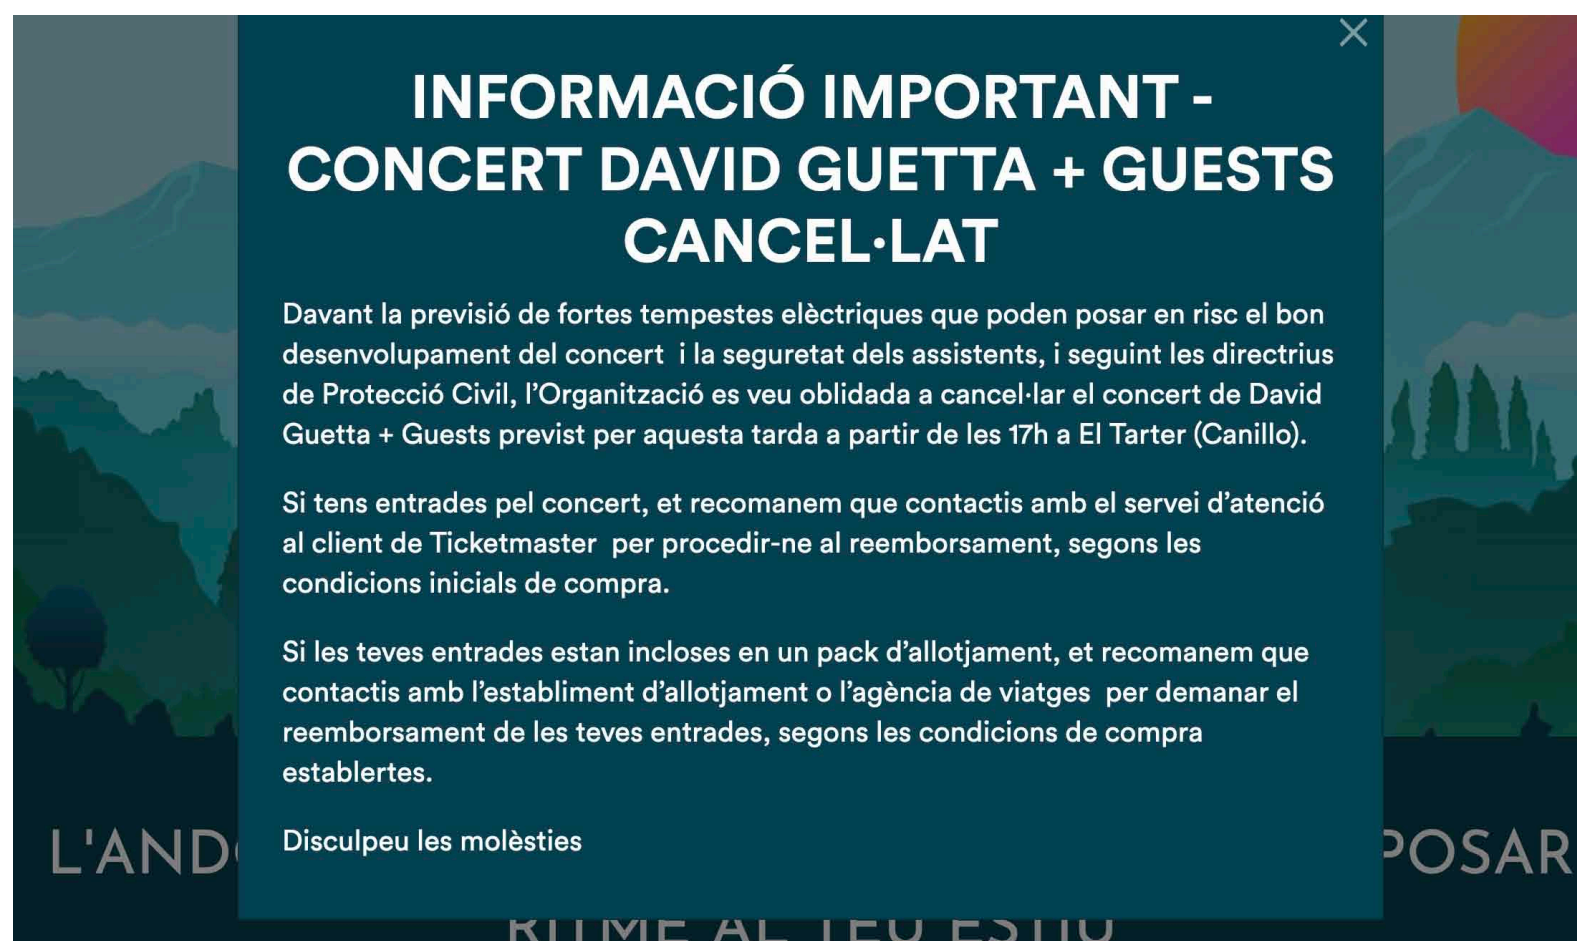 INFORMACIÓ IMPORTANT -
CONCERT DAVID GUETTA + GUESTS
CANCEL·LAT
Davant la previsió de fortes tempestes elèctriques que poden posar en risc el bon
desenvolupament del concert  i la seguretat dels assistents, i seguint les directrius
de Protecció Civil, l’Organització es veu oblidada a cancel·lar el concert de David
Guetta + Guests previst per aquesta tarda a partir de les 17h a El Tarter (Canillo).
Si tens entrades pel concert, et recomanem que contactis amb el servei d’atenció
al client de Ticketmaster  per procedir-ne al reemborsament, segons les
condicions inicials de compra.
Si les teves entrades estan incloses en un pack d’allotjament, et recomanem que
contactis amb l’establiment d’allotjament o l’agència de viatges  per demanar el
reemborsament de les teves entrades, segons les condicions de compra
establertes.
Disculpeu les molèsties
POSAR
RITME AL TEU ESTIU